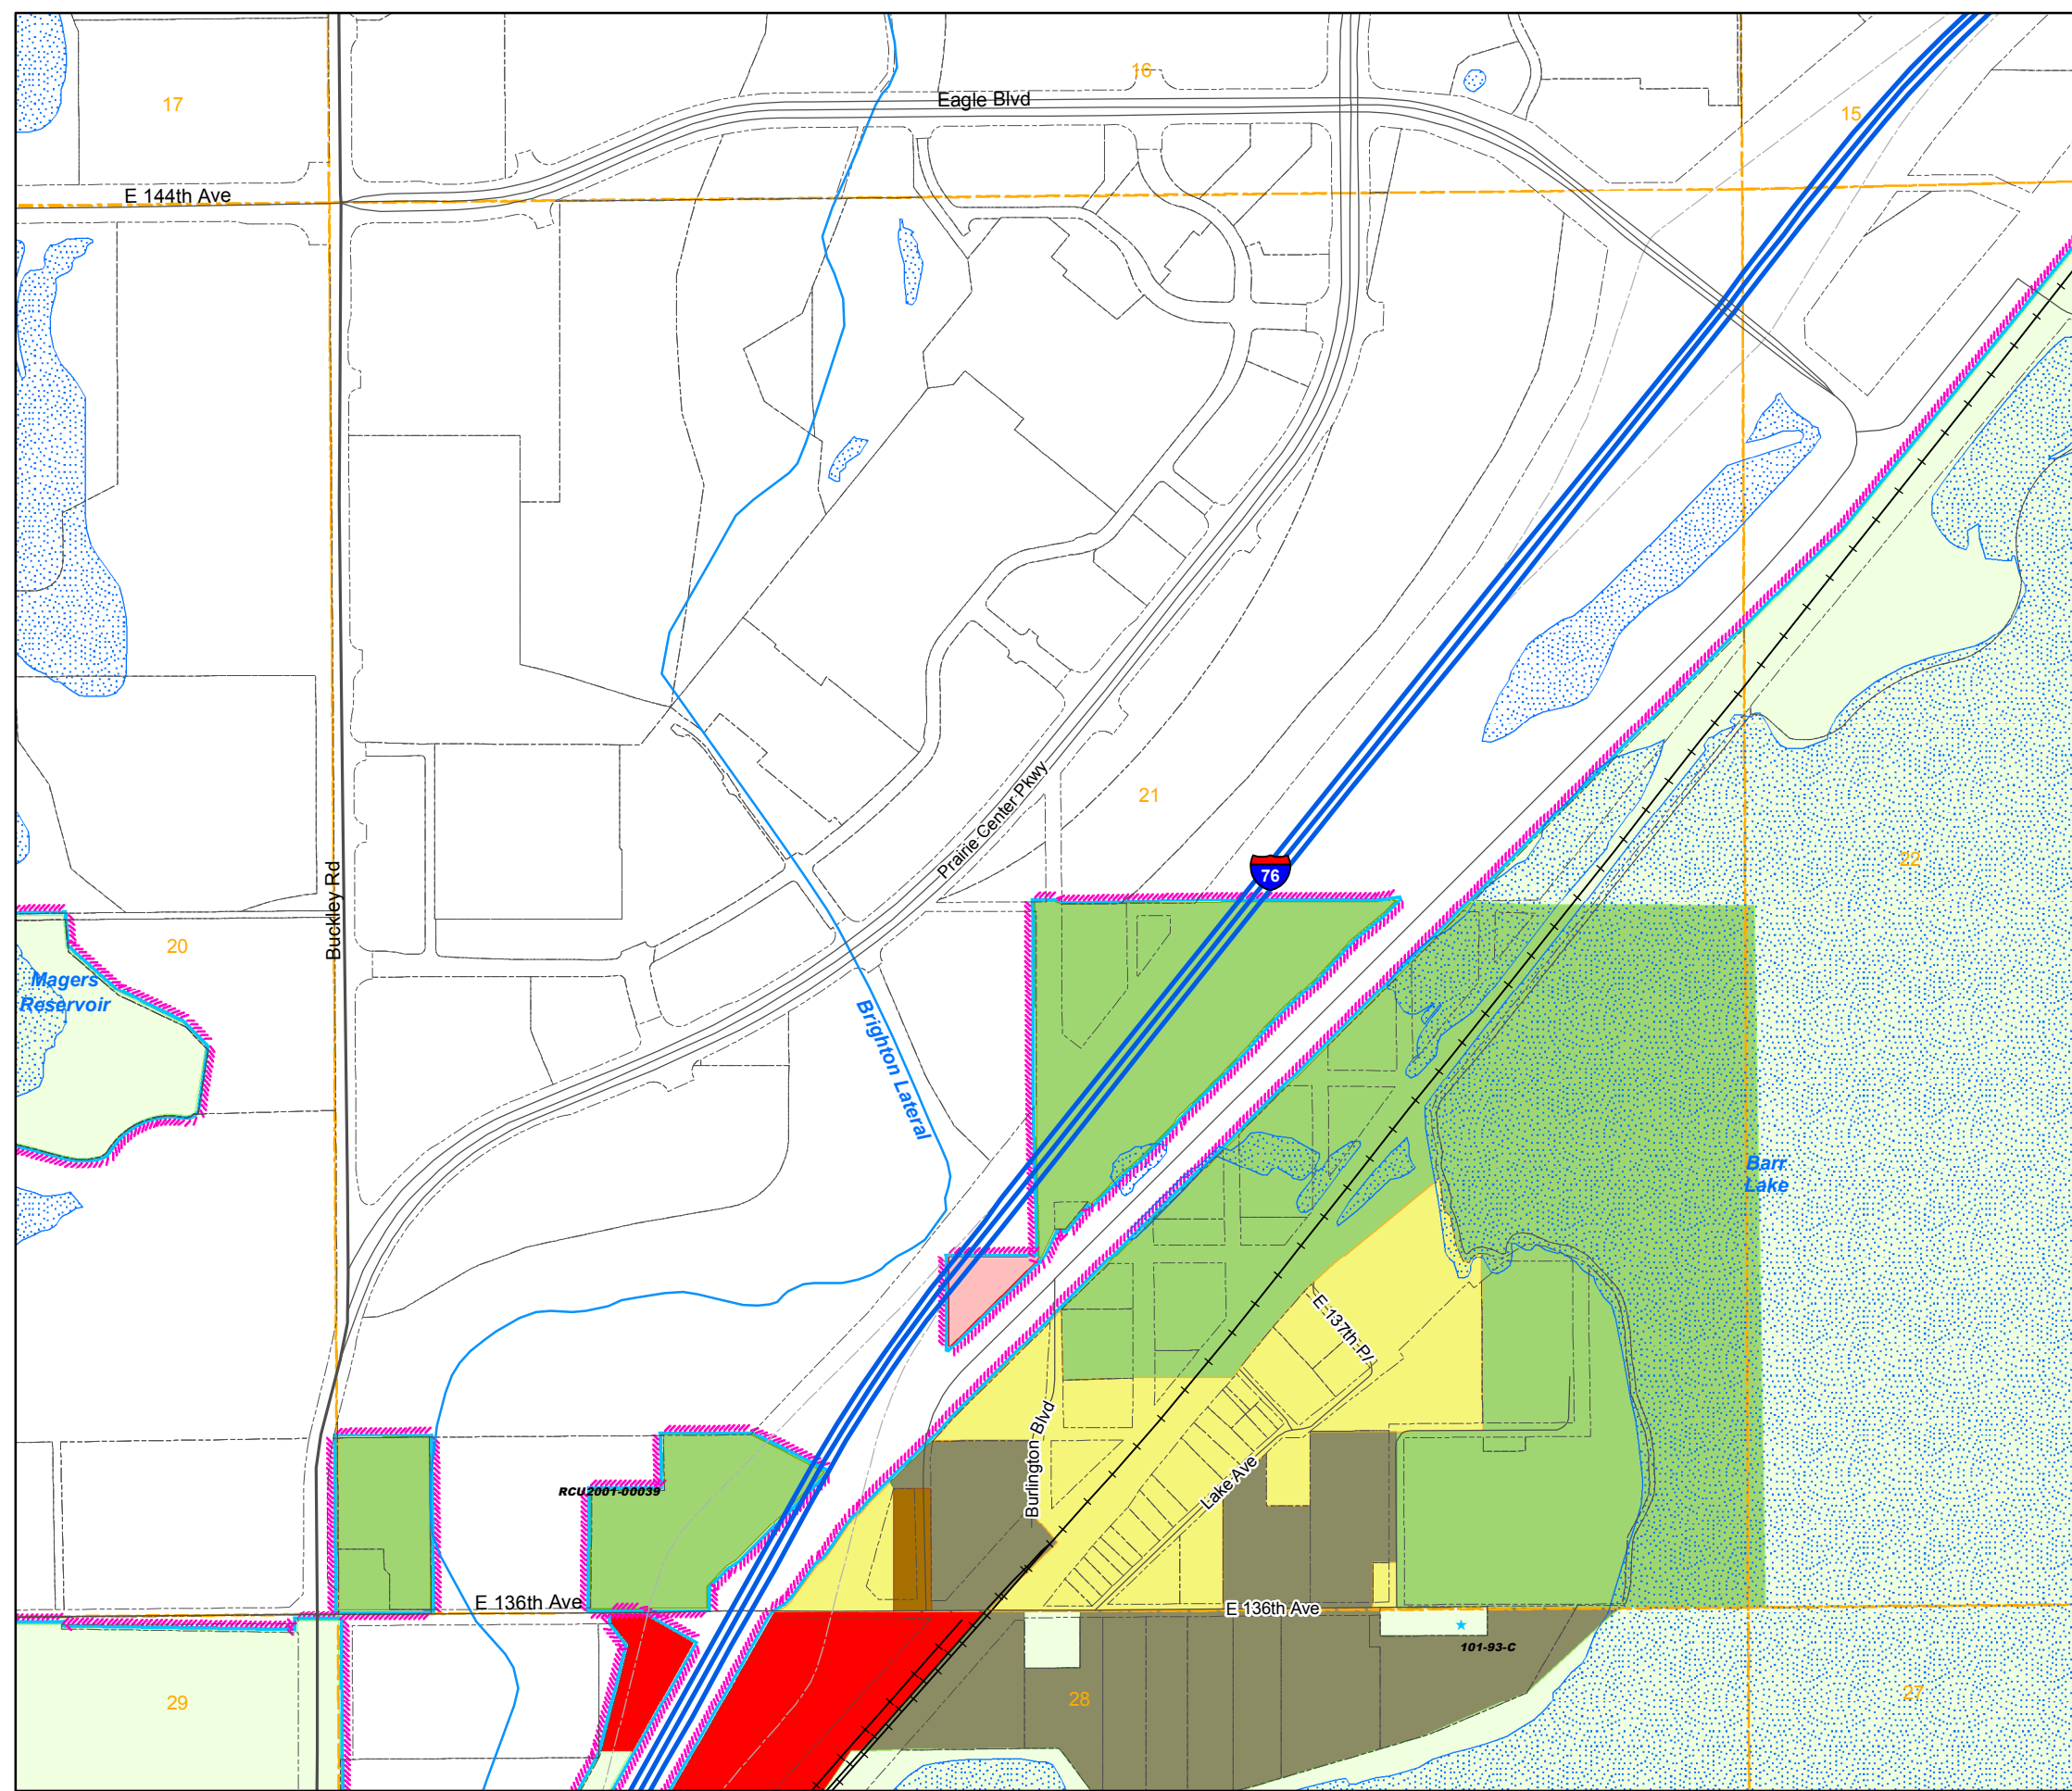 16
17
Eagle Blvd
15
E 144th Ave
Prairie Center Pkwy
21
76
22
Buckley Rd
20
Magers
Reservoir
Brighton Lateral
Barr
Lake
E 137th Pl
Burlington Blvd
Lake Ave
RCU2001-00039
E 136th Ave
E 136th Ave
101-93-C
29
28
27